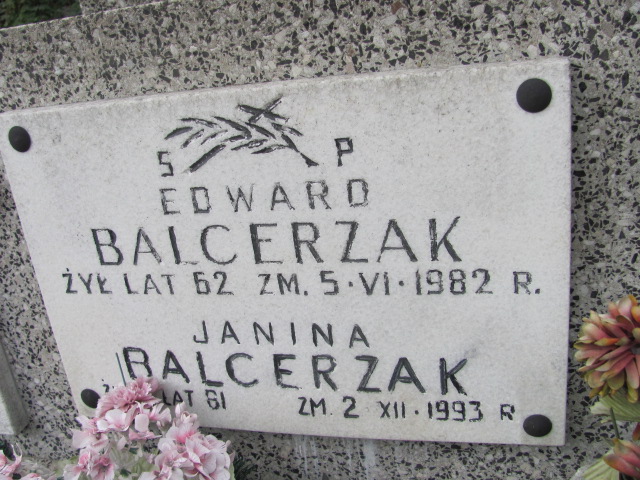 S P
EDWARD
BALCERZAK
ŻYŁ LAT 62 ZM. 5·VI·1982 R.
JANINA
BALCERZAK
LAT 61 ZM. 2 XII·1993 R